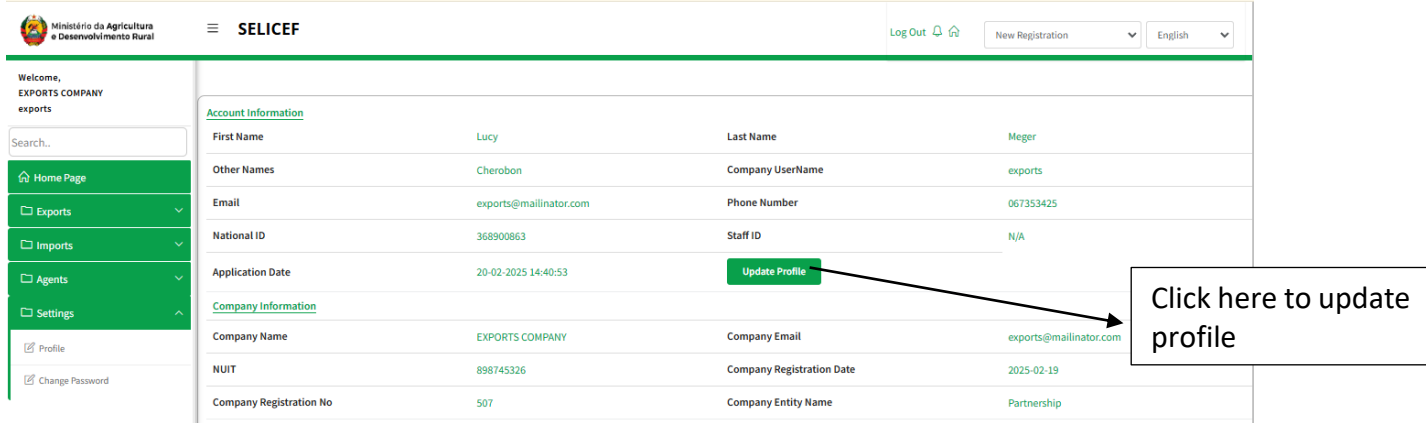 Ministério da Agricultura
e Desenvolvimento Rural
SELICEF
Log Out
New Registration
English
Welcome,
EXPORTS COMPANY
exports
Search..
Home Page
Exports
Imports
Agents
Settings
Profile
Change Password
Account Information
First Name Lucy Last Name Meger
Other Names Cherobon Company UserName exports
Email exports@mailinator.com Phone Number 067353425
National ID 368900863 Staff ID N/A
Application Date 20-02-2025 14:40:53 Update Profile
Company Information
Company Name EXPORTS COMPANY Company Email exports@mailinator.com
NUIT 898745326 Company Registration Date 2025-02-19
Company Registration No 507 Company Entity Name Partnership
Click here to update
profile